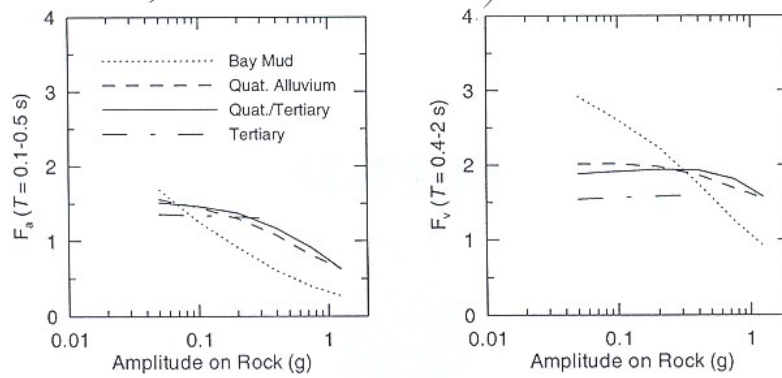 4
3
2
1
0
0.01
0.1
1
Fa (T = 0.1-0.5 s)
Amplitude on Rock (g)
Bay Mud
Quat. Alluvium
Quat./Tertiary
Tertiary
4
3
2
1
0
0.01
0.1
1
Fv (T = 0.4-2 s)
Amplitude on Rock (g)